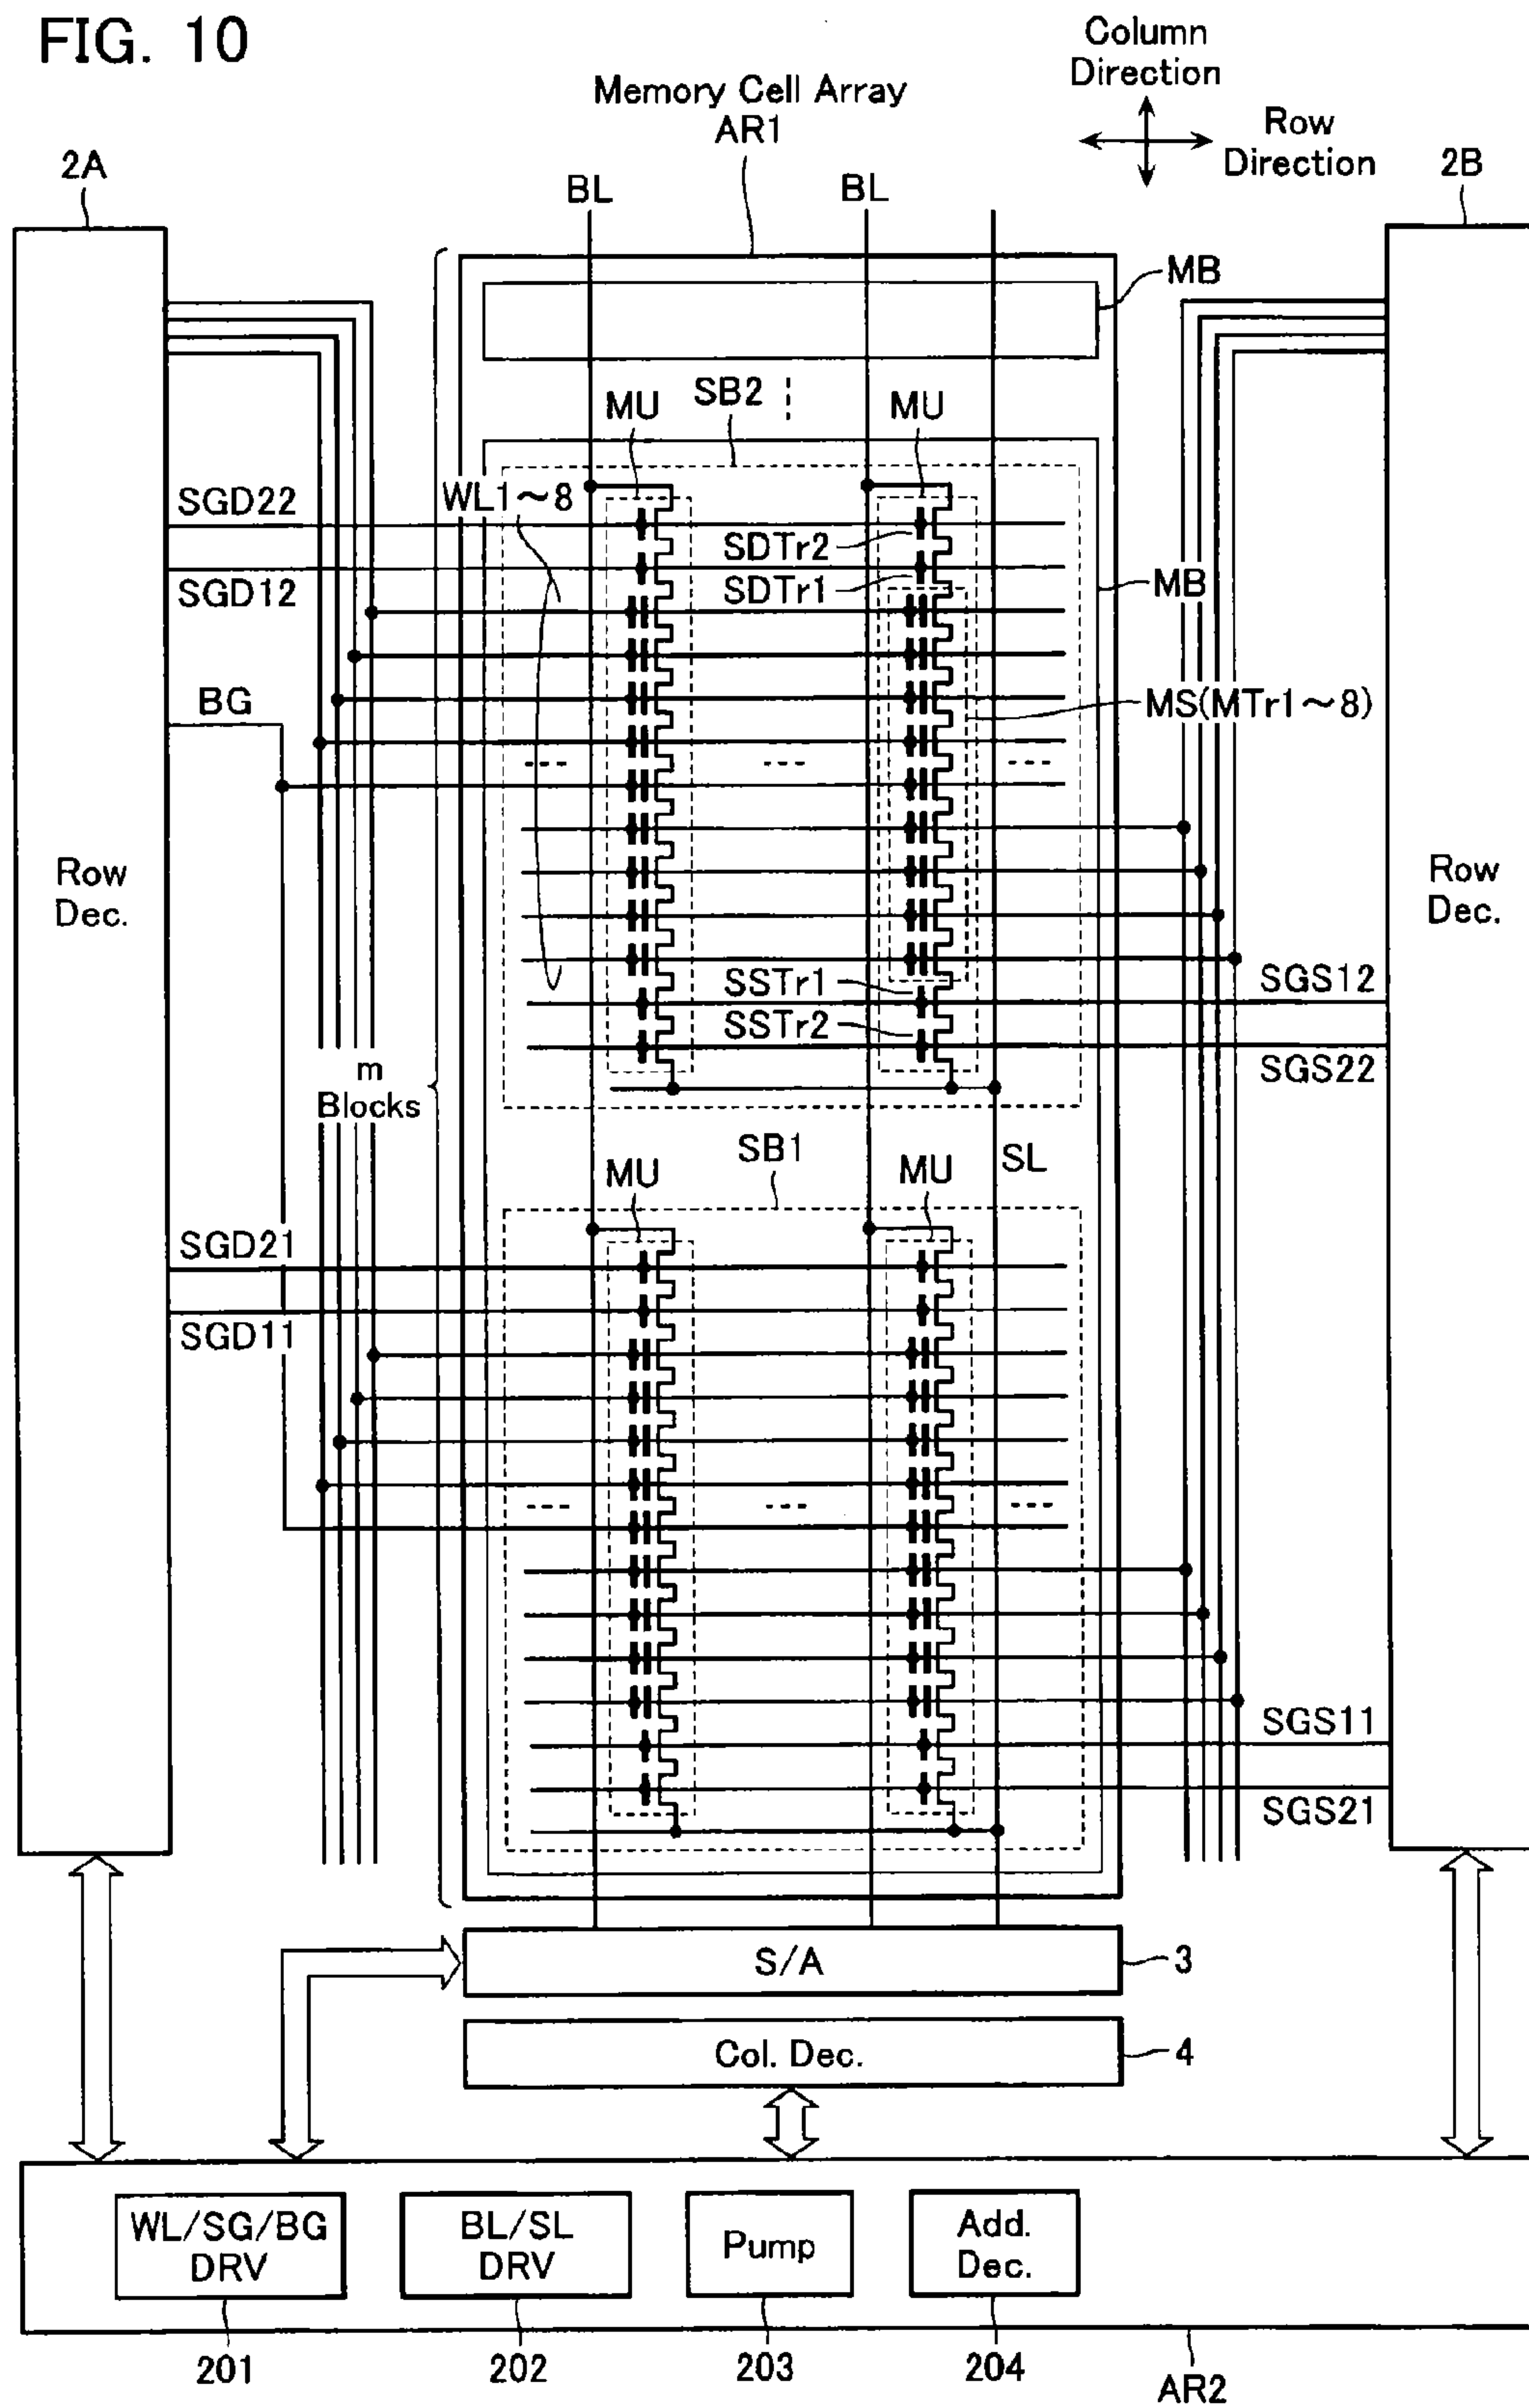 FIG. 10
Column
Direction
Row
Direction
Memory Cell Array
AR1
2A
2B
BL
BL
MB
SB2
MU
MU
WL1~8
SGD22
SDTr2
SGD12
SDTr1
MB
BG
MS(MTr1~8)
Row
Dec.
Row
Dec.
SSTr1
SGS12
SSTr2
SGS22
m
Blocks
SB1
SL
MU
MU
SGD21
SGD11
SGS11
SGS21
S/A
3
Col. Dec.
4
WL/SG/BG
DRV
BL/SL
DRV
Pump
Add.
Dec.
201
202
203
204
AR2